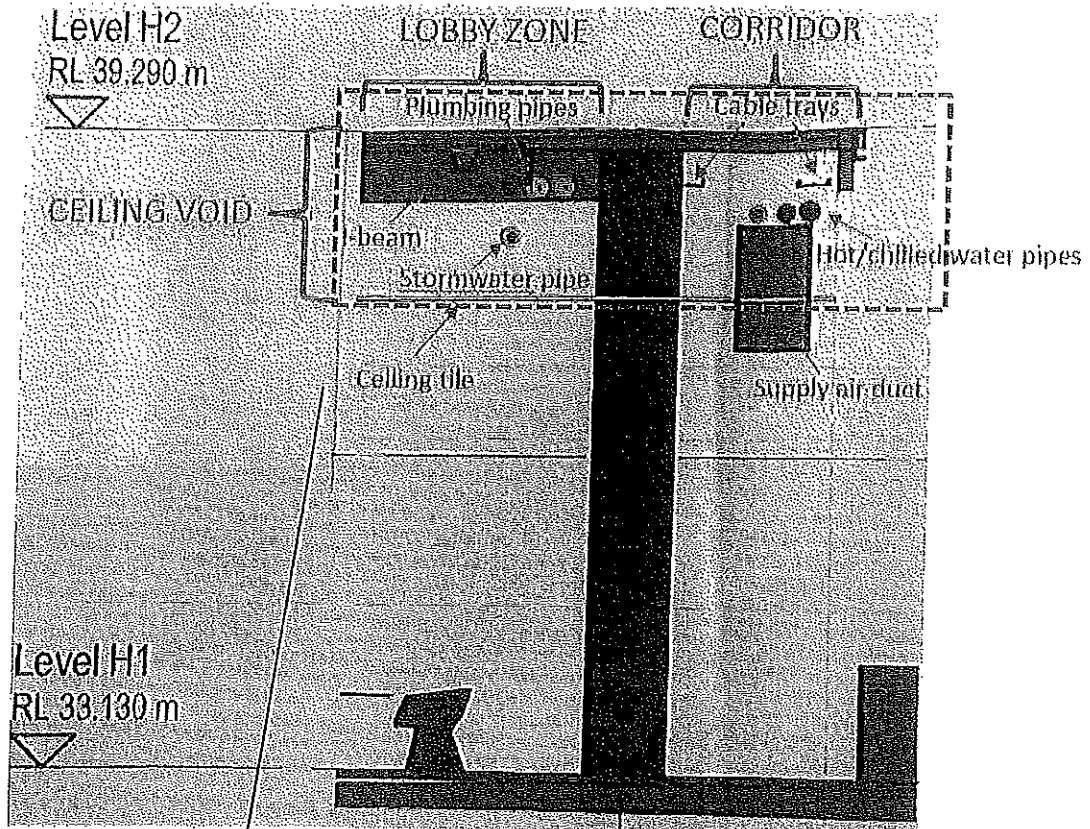 Level H2
RL 39.290 m
LOBBY ZONE
CORRIDOR
Plumbing pipes
Cable trays
CEILING VOID
I-beam
Stormwater pipe
Hot/chilled water pipes
Ceiling tile
Supply air duct
Level H1
RL 33.130 m